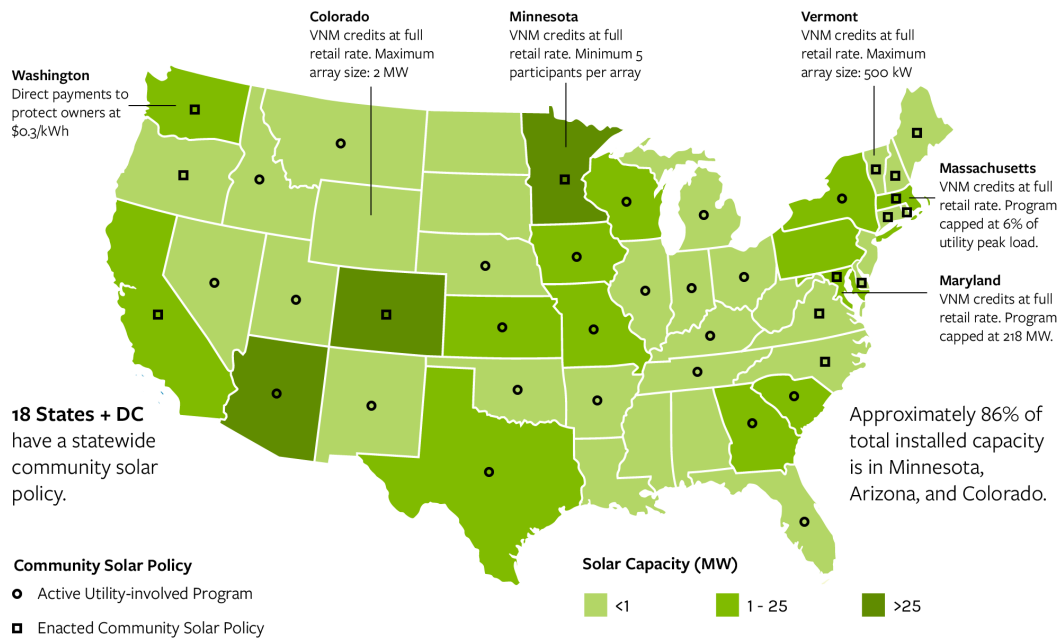 Colorado
VNM credits at full
retail rate. Maximum
array size: 2 MW
Minnesota
VNM credits at full
retail rate. Minimum 5
participants per array
Vermont
VNM credits at full
retail rate. Maximum
array size: 500 kW
Washington
Direct payments to
protect owners at
$0.3/kWh
Massachusetts
VNM credits at full
retail rate. Program
capped at 6% of
utility peak load.
Maryland
VNM credits at full
retail rate. Program
capped at 218 MW.
18 States + DC
have a statewide
community solar
policy.
Approximately 86% of
total installed capacity
is in Minnesota,
Arizona, and Colorado.
Community Solar Policy
Active Utility-involved Program
Enacted Community Solar Policy
Solar Capacity (MW)
<1
1 - 25
>25